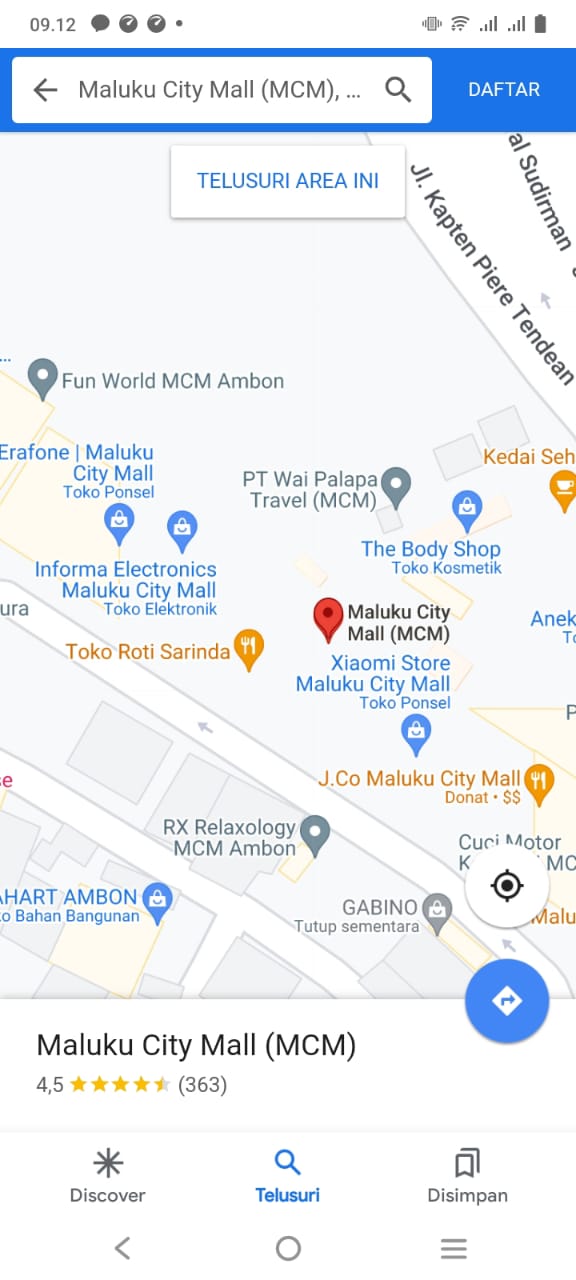 09.12
Maluku City Mall (MCM), ...
DAFTAR
TELUSURI AREA INI
al Sudirman
Jl. Kapten Piere Tendean
...
Fun World MCM Ambon
Erafone | Maluku
City Mall
Toko Ponsel
Kedai Seh
PT Wai Palapa
Travel (MCM)
The Body Shop
Toko Kosmetik
Informa Electronics
Maluku City Mall
Toko Elektronik
ura
Maluku City
Mall (MCM)
Anek
Toko Roti Sarinda
Xiaomi Store
Maluku City Mall
Toko Ponsel
P
se
J.Co Maluku City Mall
Donat • $$
RX Relaxology
MCM Ambon
Cuci Motor
K
MC
AHART AMBON
ko Bahan Bangunan
GABINO
Tutup sementara
Malu
Maluku City Mall (MCM)
4,5 (363)
Discover
Telusuri
Disimpan